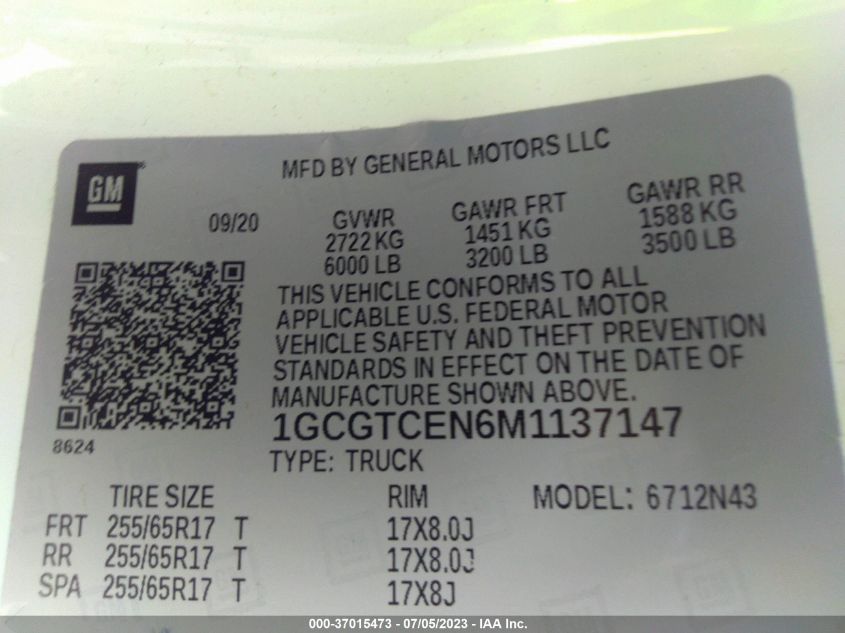 MFD BY GENERAL MOTORS LLC
GM
09/20
GVWR
2722 KG
6000 LB
GAWR FRT
1451 KG
3200 LB
GAWR RR
1588 KG
3500 LB
THIS VEHICLE CONFORMS TO ALL
APPLICABLE U.S. FEDERAL MOTOR
VEHICLE SAFETY AND THEFT PREVENTION
STANDARDS IN EFFECT ON THE DATE OF
MANUFACTURE SHOWN ABOVE.
1GCGTCEN6M1137147
8624
TYPE: TRUCK
TIRE SIZE RIM MODEL: 6712N43
FRT 255/65R17 T 17X8.0J
RR 255/65R17 T 17X8.0J
SPA 255/65R17 T 17X8J
000-37015473 - 07/05/2023 - IAA Inc.